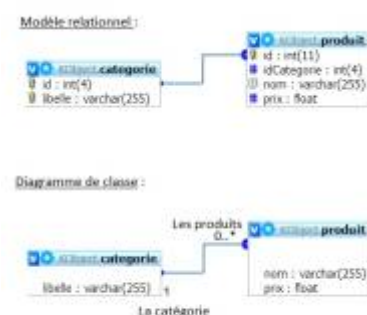 Modèle relationnel :
produit
id : int(11)
idCategorie : int(4)
nom : varchar(255)
prix : float
categorie
id : int(4)
libelle : varchar(255)
Diagramme de classe :
Les produits
0..*
produit
nom : varchar(255)
prix : float
categorie
libelle : varchar(255)
1
La catégorie